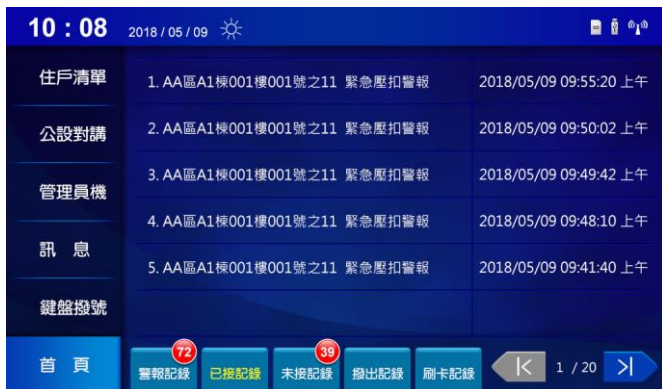 10 : 08 2018 / 05 / 09
住戶清單
公設對講
管理員機
訊 息
鍵盤撥號
首 頁
1. AA區A1棟001樓001號之11 緊急壓扣警報 2018/05/09 09:55:20 上午
2. AA區A1棟001樓001號之11 緊急壓扣警報 2018/05/09 09:50:02 上午
3. AA區A1棟001樓001號之11 緊急壓扣警報 2018/05/09 09:49:42 上午
4. AA區A1棟001樓001號之11 緊急壓扣警報 2018/05/09 09:48:10 上午
5. AA區A1棟001樓001號之11 緊急壓扣警報 2018/05/09 09:41:40 上午
72 39
警報記錄 已接記錄 未接記錄 撥出記錄 刷卡記錄 1 / 20